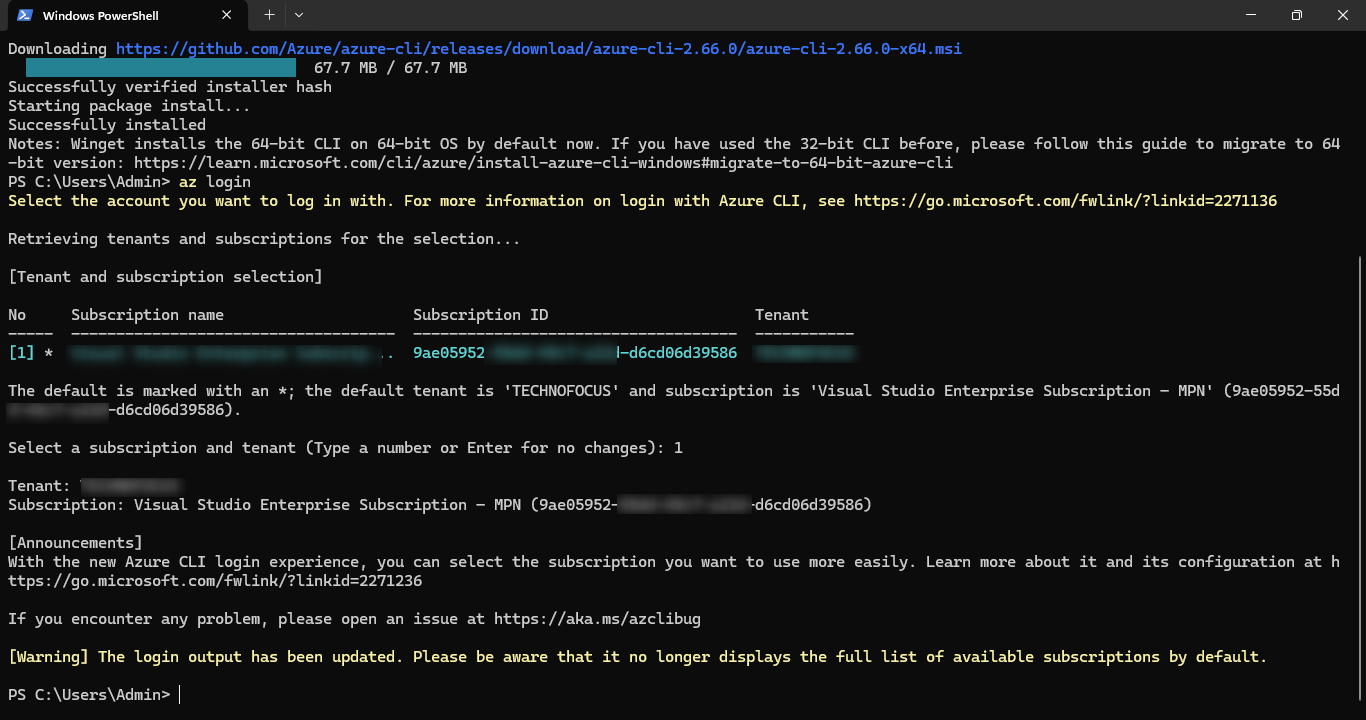 Windows PowerShell
Downloading https://github.com/Azure/azure-cli/releases/download/azure-cli-2.66.0/azure-cli-2.66.0-x64.msi
67.7 MB / 67.7 MB
Successfully verified installer hash
Starting package install...
Successfully installed
Notes: Winget installs the 64-bit CLI on 64-bit OS by default now. If you have used the 32-bit CLI before, please follow this guide to migrate to 64
-bit version: https://learn.microsoft.com/cli/azure/install-azure-cli-windows#migrate-to-64-bit-azure-cli
PS C:\Users\Admin> az login
Select the account you want to log in with. For more information on login with Azure CLI, see https://go.microsoft.com/fwlink/?linkid=2271136
Retrieving tenants and subscriptions for the selection...
[Tenant and subscription selection]
No Subscription name Subscription ID Tenant
----- ------------------------------------ ------------------------------------ -----------
[1] * .. 9ae05952 -d6cd06d39586
The default is marked with an *; the default tenant is 'TECHNOFOCUS' and subscription is 'Visual Studio Enterprise Subscription - MPN' (9ae05952-55d
-d6cd06d39586).
Select a subscription and tenant (Type a number or Enter for no changes): 1
Tenant:
Subscription: Visual Studio Enterprise Subscription - MPN (9ae05952- -d6cd06d39586)
[Announcements]
With the new Azure CLI login experience, you can select the subscription you want to use more easily. Learn more about it and its configuration at h
ttps://go.microsoft.com/fwlink/?linkid=2271236
If you encounter any problem, please open an issue at https://aka.ms/azclibug
[Warning] The login output has been updated. Please be aware that it no longer displays the full list of available subscriptions by default.
PS C:\Users\Admin>